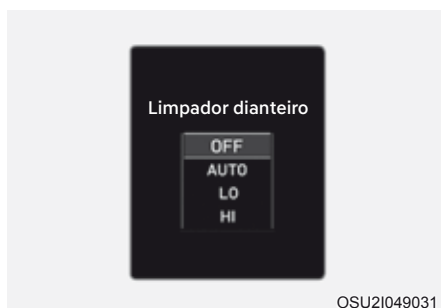 Limpador dianteiro
OFF
AUTO
LO
HI
OSU2I049031